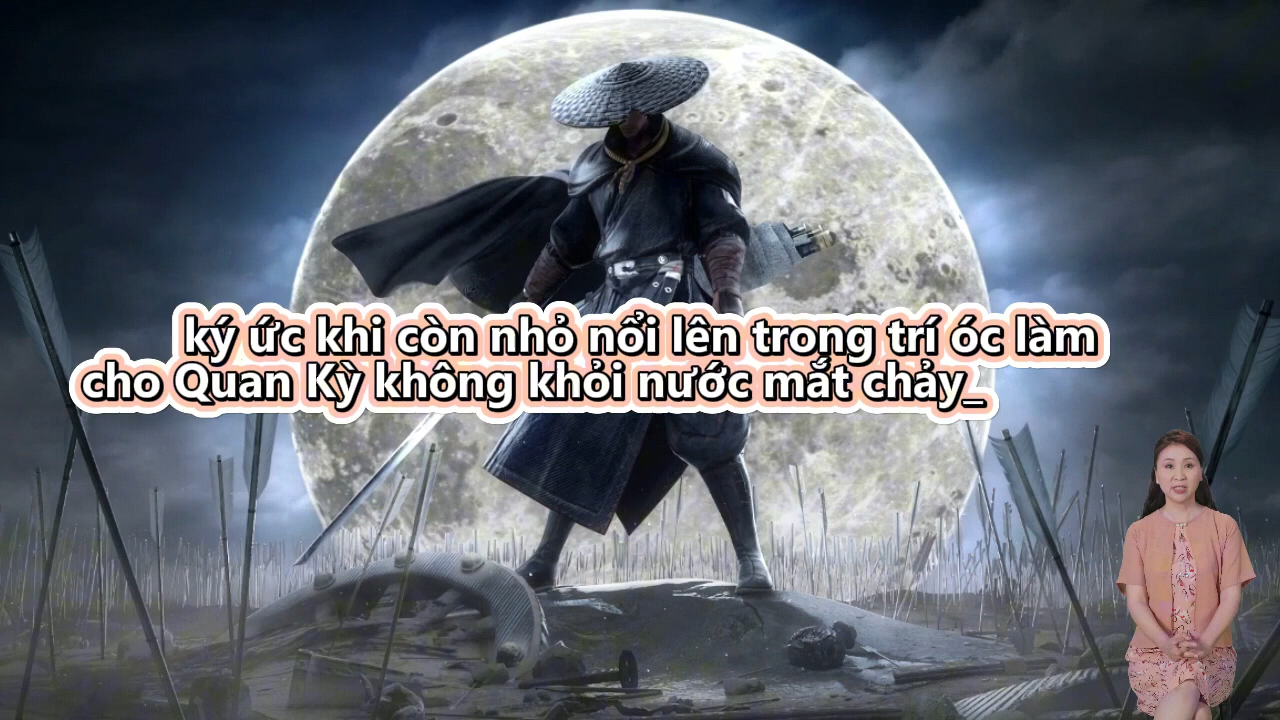 ký ức khi còn nhỏ nổi lên trong trí óc làm
cho Quan Kỳ không khỏi nước mắt chảy_